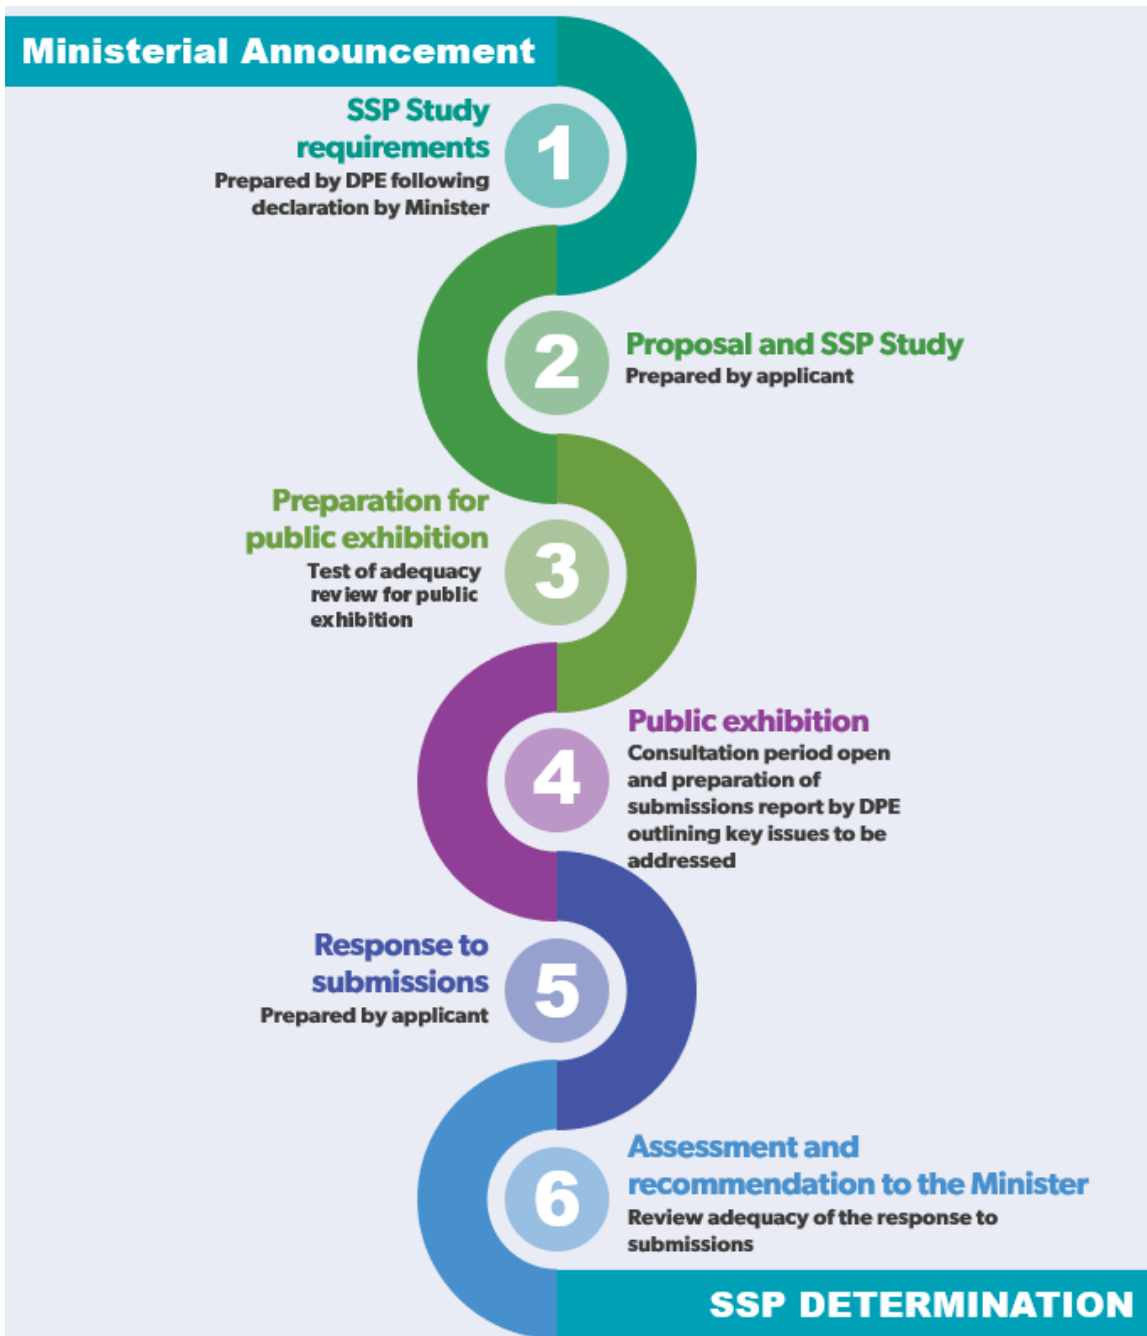 Ministerial Announcement
SSP Study
requirements
Prepared by DPE following
declaration by Minister
1
2
Proposal and SSP Study
Prepared by applicant
Preparation for
public exhibition
Test of adequacy
review for public
exhibition
3
4
Public exhibition
Consultation period open
and preparation of
submissions report by DPE
outlining key issues to be
addressed
Response to
submissions
Prepared by applicant
5
6
Assessment and
recommendation to the Minister
Review adequacy of the response to
submissions
SSP DETERMINATION